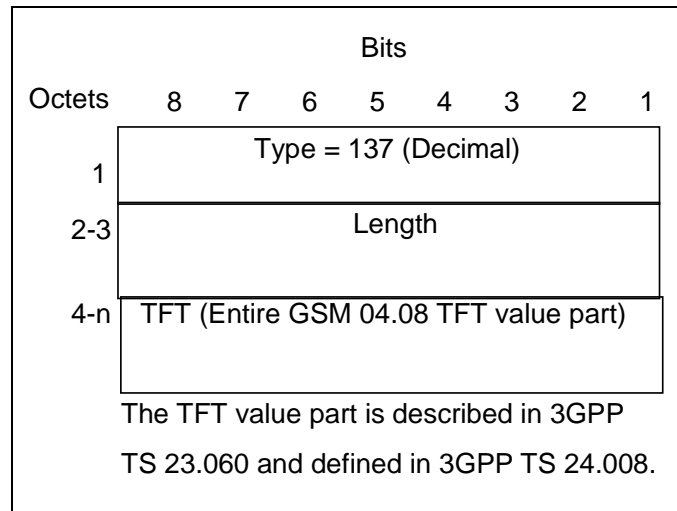 Bits
Octets 8 7 6 5 4 3 2 1
1 Type = 137 (Decimal)
2-3 Length
4-n TFT (Entire GSM 04.08 TFT value part)
The TFT value part is described in 3GPP
TS 23.060 and defined in 3GPP TS 24.008.